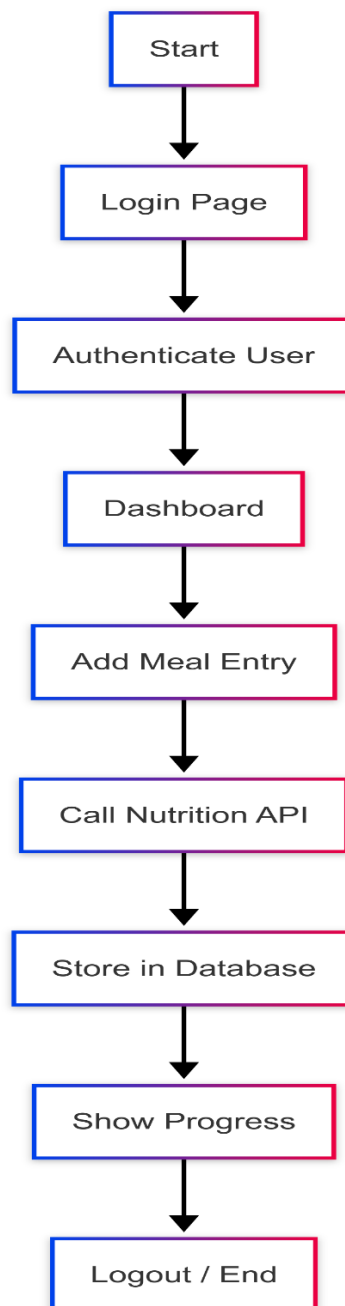 Start
Login Page
Authenticate User
Dashboard
Add Meal Entry
Call Nutrition API
Store in Database
Show Progress
Logout / End